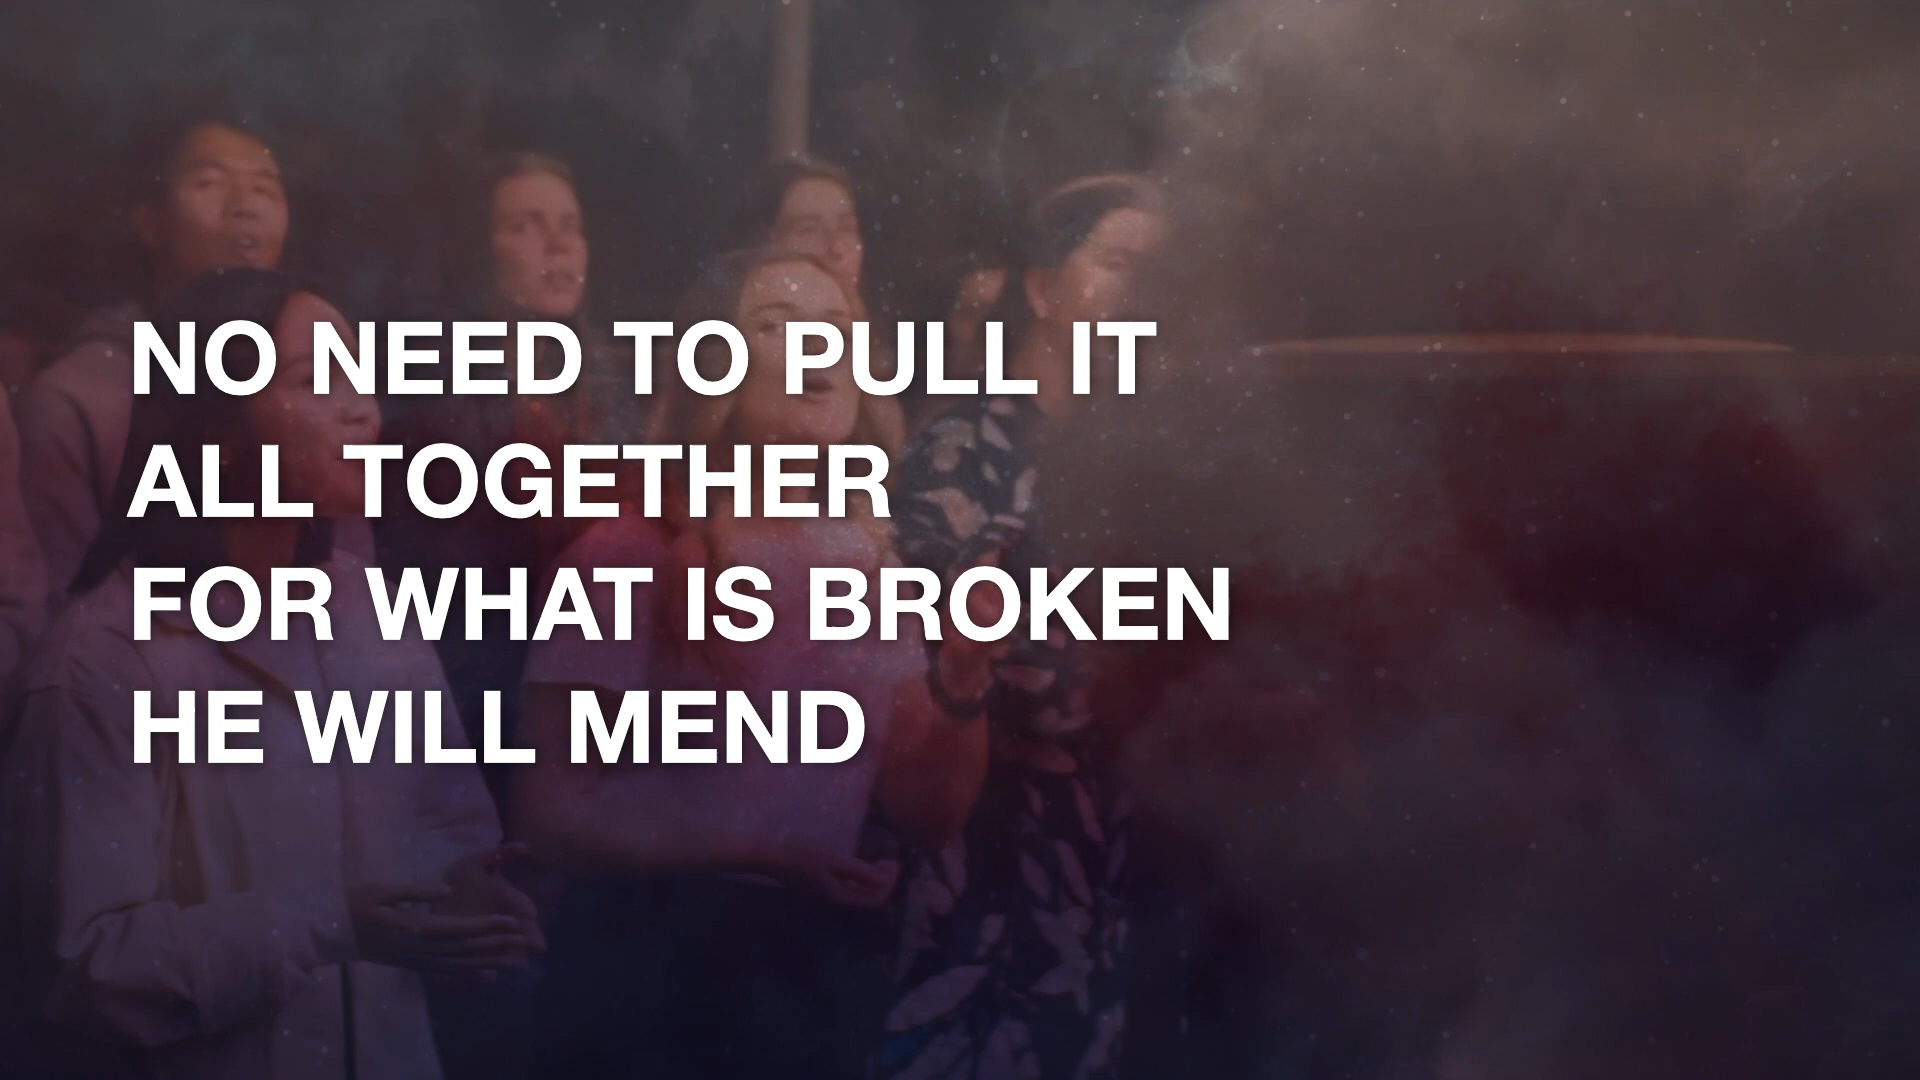 NO NEED TO PULL IT
ALL TOGETHER
FOR WHAT IS BROKEN
HE WILL MEND